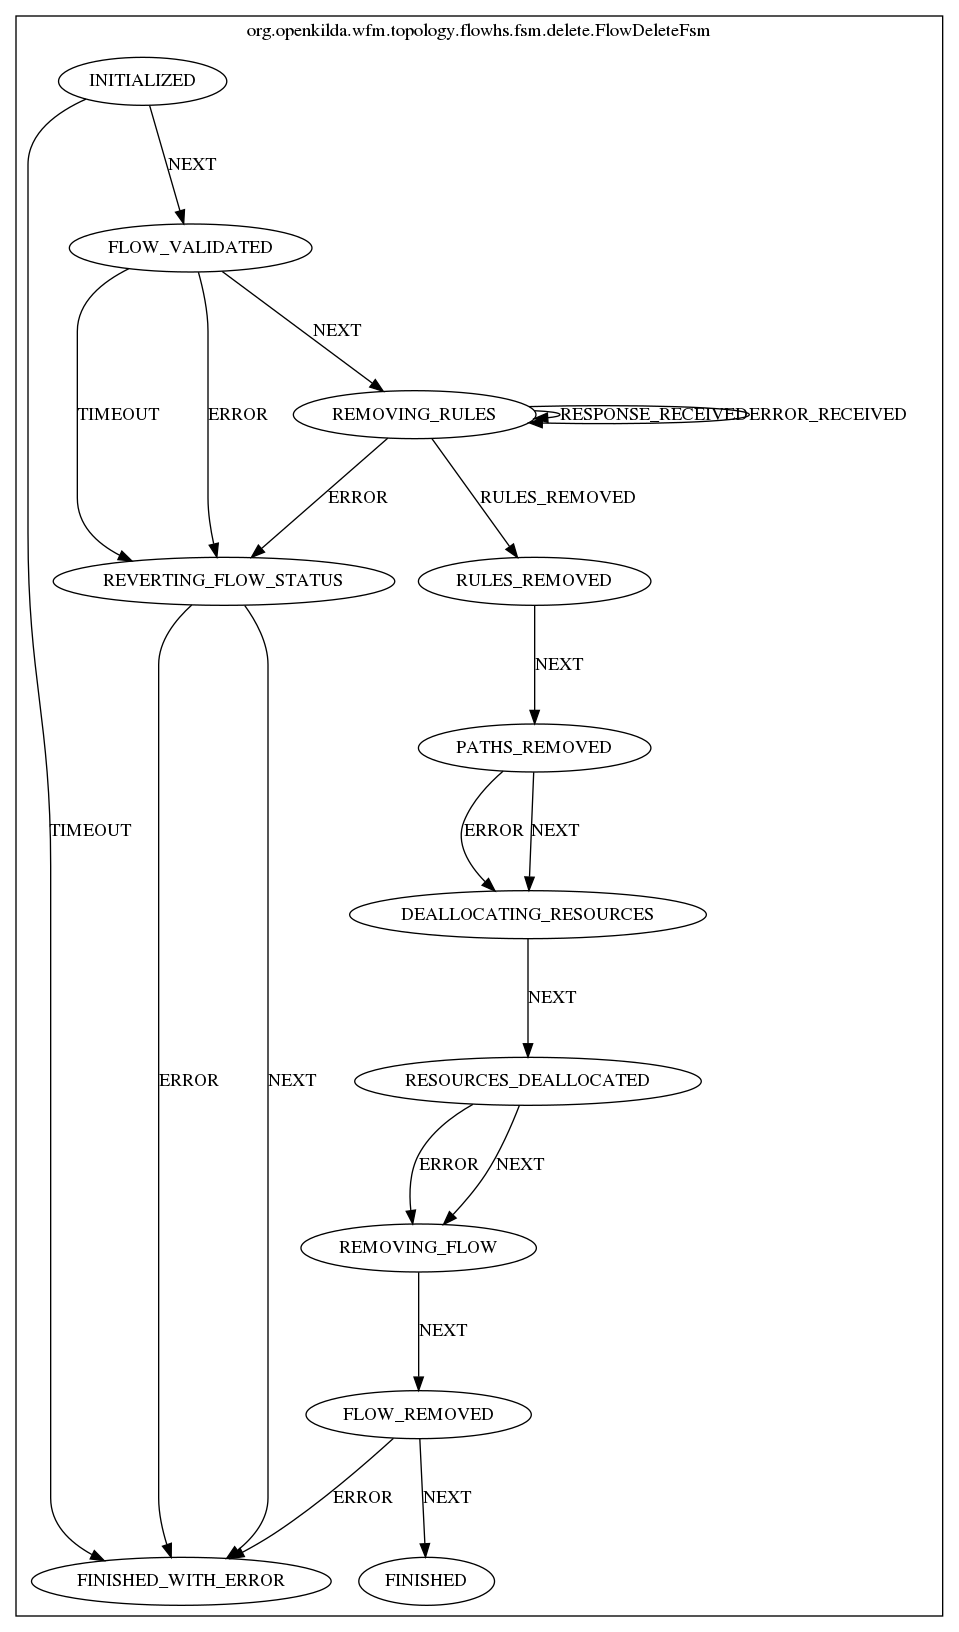 org.openkilda.wfm.topology.flowhs.fsm.delete.FlowDeleteFsm
INITIALIZED
NEXT
FLOW_VALIDATED
NEXT
TIMEOUT
ERROR
REMOVING_RULES
RESPONSE_RECEIVED
ERROR_RECEIVED
ERROR
RULES_REMOVED
REVERTING_FLOW_STATUS
RULES_REMOVED
NEXT
PATHS_REMOVED
TIMEOUT
ERROR
NEXT
DEALLOCATING_RESOURCES
NEXT
ERROR
NEXT
RESOURCES_DEALLOCATED
ERROR
NEXT
REMOVING_FLOW
NEXT
FLOW_REMOVED
ERROR
NEXT
FINISHED_WITH_ERROR
FINISHED